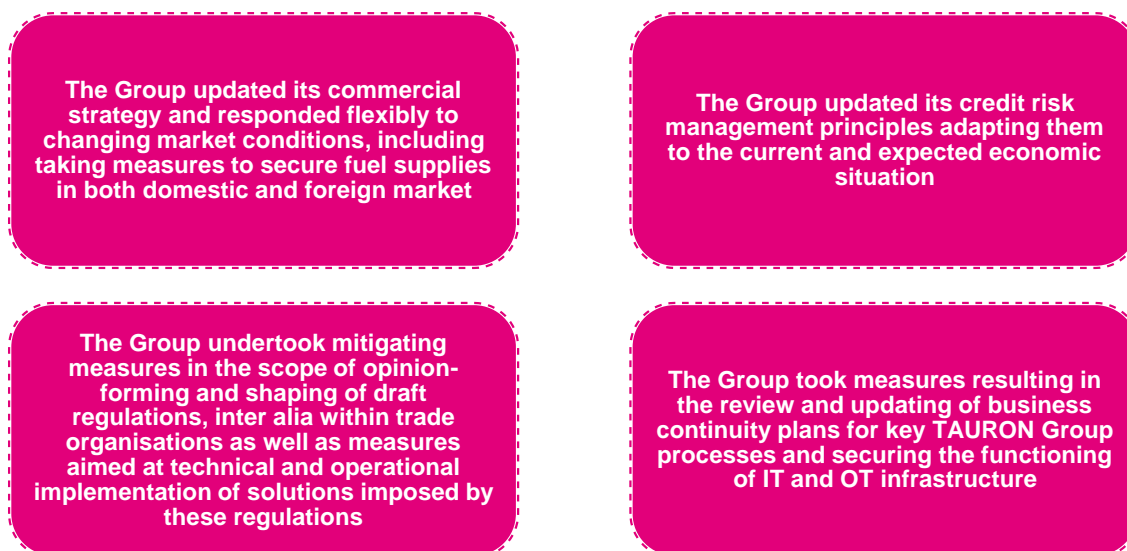 The Group updated its commercial
strategy and responded flexibly to
changing market conditions, including
taking measures to secure fuel supplies
in both domestic and foreign market
The Group updated its credit risk
management principles adapting them
to the current and expected economic
situation
The Group undertook mitigating
measures in the scope of opinion-
forming and shaping of draft
regulations, inter alia within trade
organisations as well as measures
aimed at technical and operational
implementation of solutions imposed by
these regulations
The Group took measures resulting in
the review and updating of business
continuity plans for key TAURON Group
processes and securing the functioning
of IT and OT infrastructure